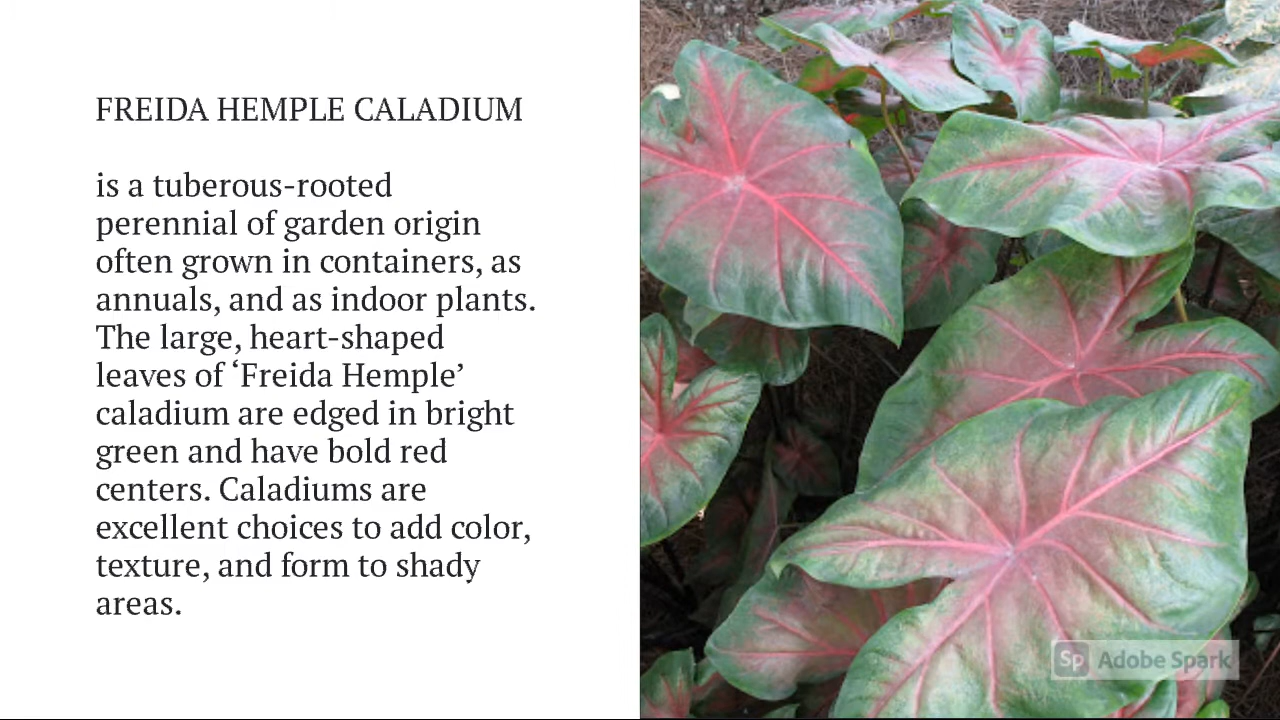 FREIDA HEMPLE CALADIUM
is a tuberous-rooted
perennial of garden origin
often grown in containers, as
annuals, and as indoor plants.
The large, heart-shaped
leaves of ‘Freida Hemple’
caladium are edged in bright
green and have bold red
centers. Caladiums are
excellent choices to add color,
texture, and form to shady
areas.
Sp Adobe Spark